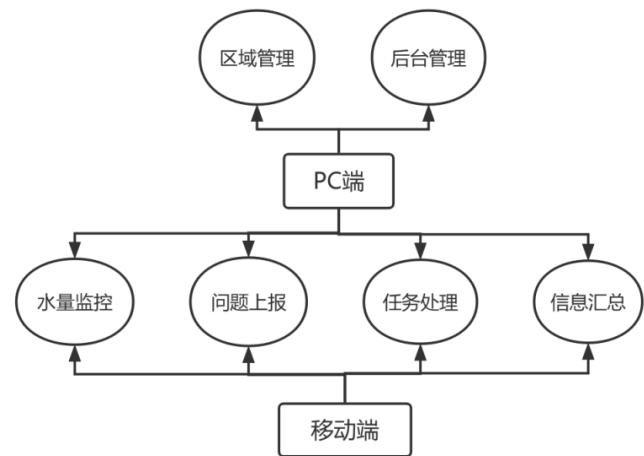 区域管理
后台管理
PC端
水量监控
问题上报
任务处理
信息汇总
移动端